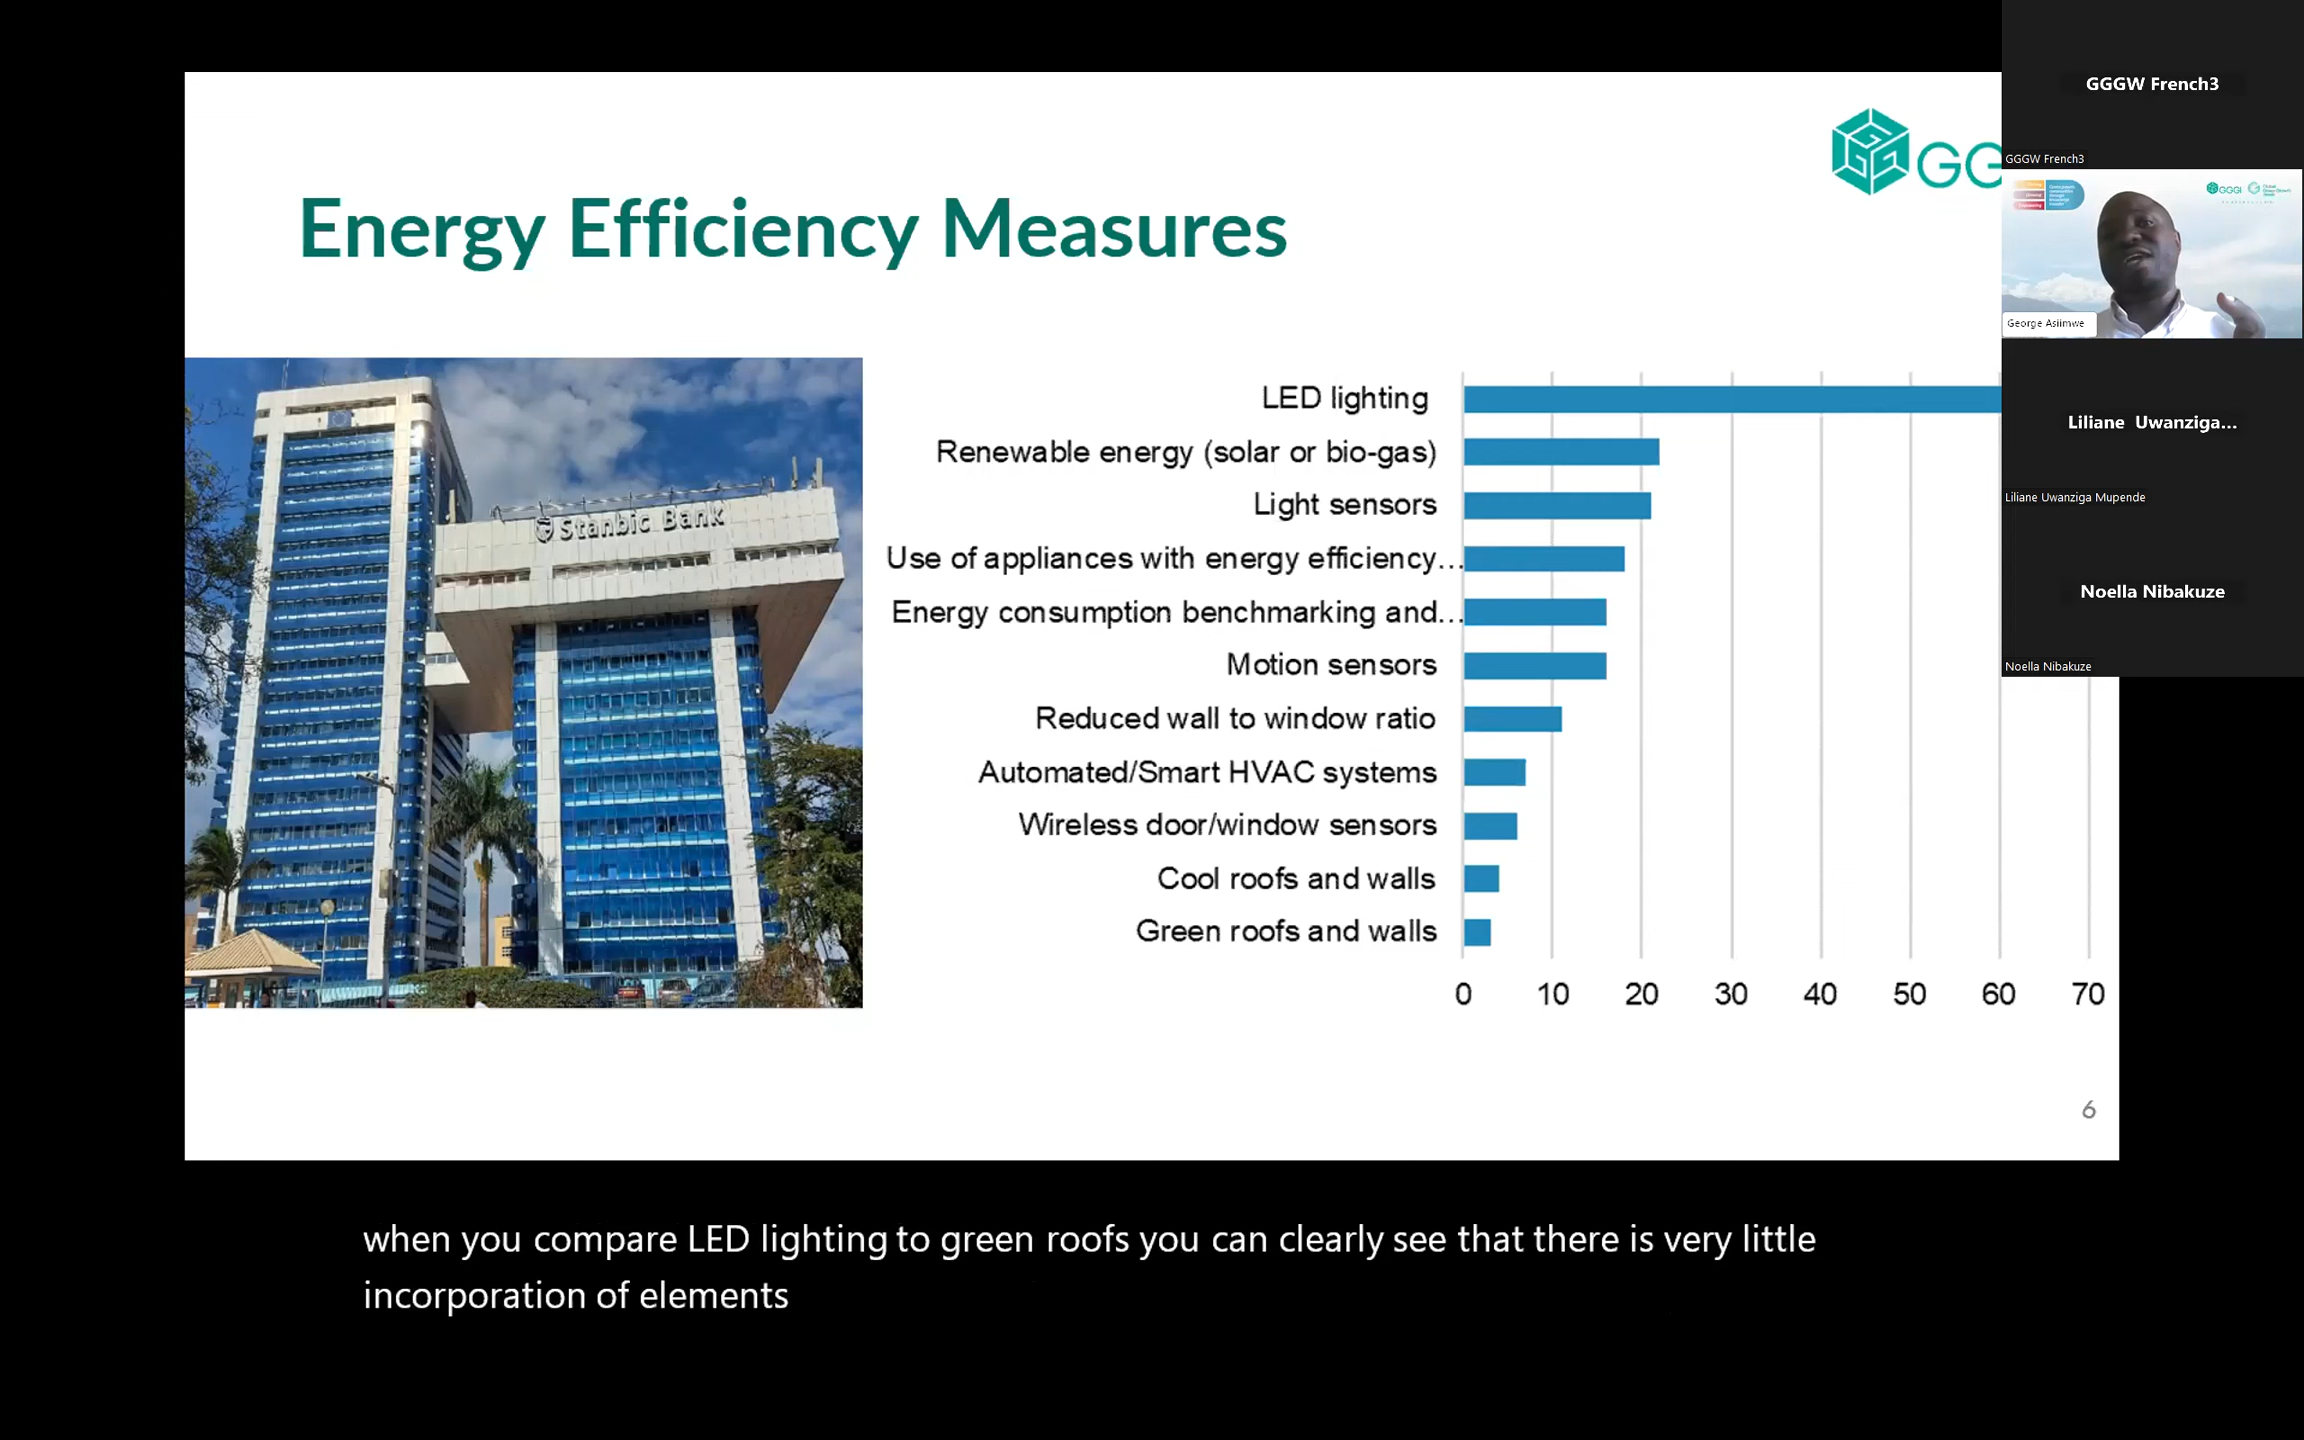 GGGW French3
GGGW French3
GG
Energy Efficiency Measures
GGGI
George Asiimwe
Stanbic Bank
LED lighting
Renewable energy (solar or bio-gas)
Light sensors
Use of appliances with energy efficiency...
Energy consumption benchmarking and...
Motion sensors
Reduced wall to window ratio
Automated/Smart HVAC systems
Wireless door/window sensors
Cool roofs and walls
Green roofs and walls
0 10 20 30 40 50 60 70
Liliane Uwanziga...
Liliane Uwanziga Mupende
Noella Nibakuze
Noella Nibakuze
6
when you compare LED lighting to green roofs you can clearly see that there is very little
incorporation of elements